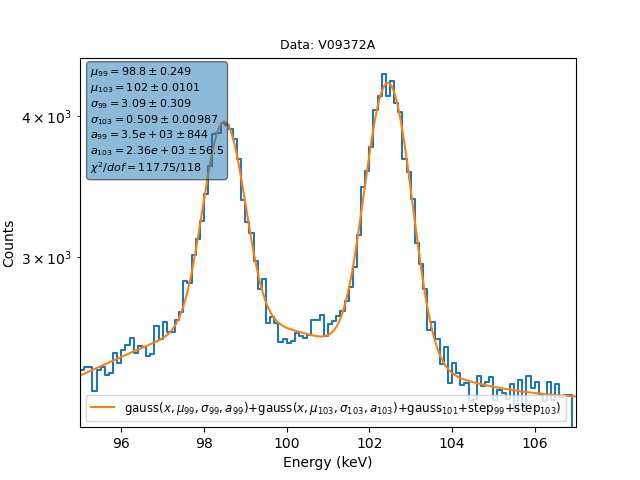 Data: V09372A
μ99 = 98.8 ± 0.249
μ103 = 102 ± 0.0101
σ99 = 3.09 ± 0.309
σ103 = 0.509 ± 0.00987
a99 = 3.5e + 03 ± 844
a103 = 2.36e + 03 ± 56.5
χ²/dof = 117.75/118
4 × 10³
3 × 10³
Counts
gauss(x, μ99, σ99, a99)+gauss(x, μ103, σ103, a103)+gauss101+step99+step103)
96 98 100 102 104 106
Energy (keV)